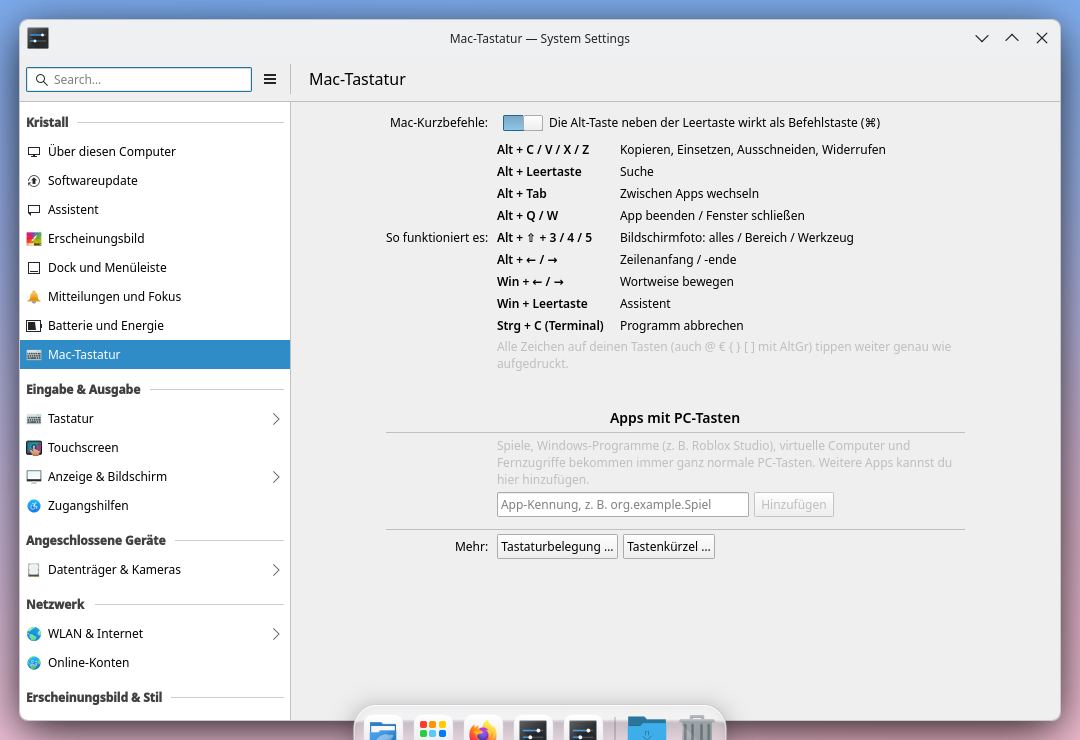 Mac-Tastatur — System Settings
Search...
Mac-Tastatur
Kristall
Über diesen Computer
Softwareupdate
Assistent
Erscheinungsbild
Dock und Menüleiste
Mitteilungen und Fokus
Batterie und Energie
Mac-Tastatur
Eingabe & Ausgabe
Tastatur
Touchscreen
Anzeige & Bildschirm
Zugangshilfen
Angeschlossene Geräte
Datenträger & Kameras
Netzwerk
WLAN & Internet
Online-Konten
Erscheinungsbild & Stil
Mac-Kurzbefehle: Die Alt-Taste neben der Leertaste wirkt als Befehlstaste (⌘)
Alt + C / V / X / Z Kopieren, Einsetzen, Ausschneiden, Widerrufen
Alt + Leertaste Suche
Alt + Tab Zwischen Apps wechseln
Alt + Q / W App beenden / Fenster schließen
So funktioniert es: Alt + ⇧ + 3 / 4 / 5 Bildschirmfoto: alles / Bereich / Werkzeug
Alt + ← / → Zeilenanfang / -ende
Win + ← / → Wortweise bewegen
Win + Leertaste Assistent
Strg + C (Terminal) Programm abbrechen
Alle Zeichen auf deinen Tasten (auch @ € { } [ ] mit AltGr) tippen weiter genau wie
aufgedruckt.
Apps mit PC-Tasten
Spiele, Windows-Programme (z. B. Roblox Studio), virtuelle Computer und
Fernzugriffe bekommen immer ganz normale PC-Tasten. Weitere Apps kannst du
hier hinzufügen.
App-Kennung, z. B. org.example.Spiel Hinzufügen
Mehr: Tastaturbelegung ... Tastenkürzel ...